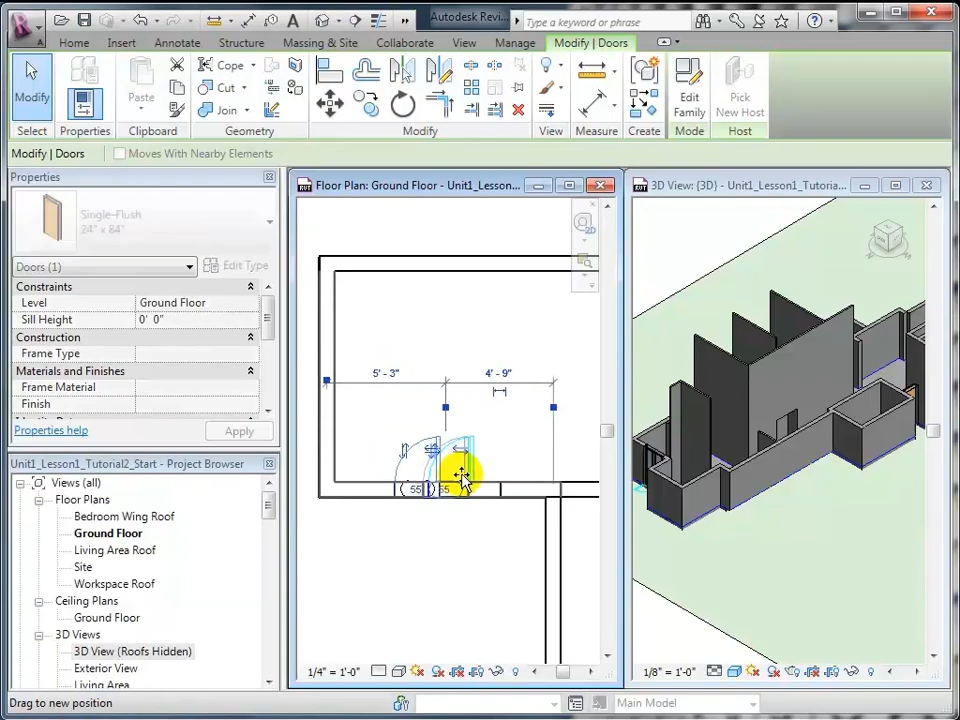 Autodesk Revi...
Type a keyword or phrase
Home Insert Annotate Structure Massing & Site Collaborate View Manage Modify | Doors
Modify
Paste
Cope
Cut
Join
Edit Family
Pick New Host
Select Properties Clipboard Geometry Modify View Measure Create Mode Host
Modify | Doors Moves With Nearby Elements
Properties
Single-Flush
24" x 84"
Doors (1) Edit Type
Constraints
Level Ground Floor
Sill Height 0' 0"
Construction
Frame Type
Materials and Finishes
Frame Material
Finish
Properties help Apply
Unit1_Lesson1_Tutorial2_Start - Project Browser
Views (all)
Floor Plans
Bedroom Wing Roof
Ground Floor
Living Area Roof
Site
Workspace Roof
Ceiling Plans
Ground Floor
3D Views
3D View (Roofs Hidden)
Exterior View
Living Area
Floor Plan: Ground Floor - Unit1_Lesson...
2D
5' - 3" 4' - 9"
55 55
1/4" = 1'-0"
3D View: {3D} - Unit1_Lesson1_Tutoria...
1/8" = 1'-0"
Drag to new position
Main Model